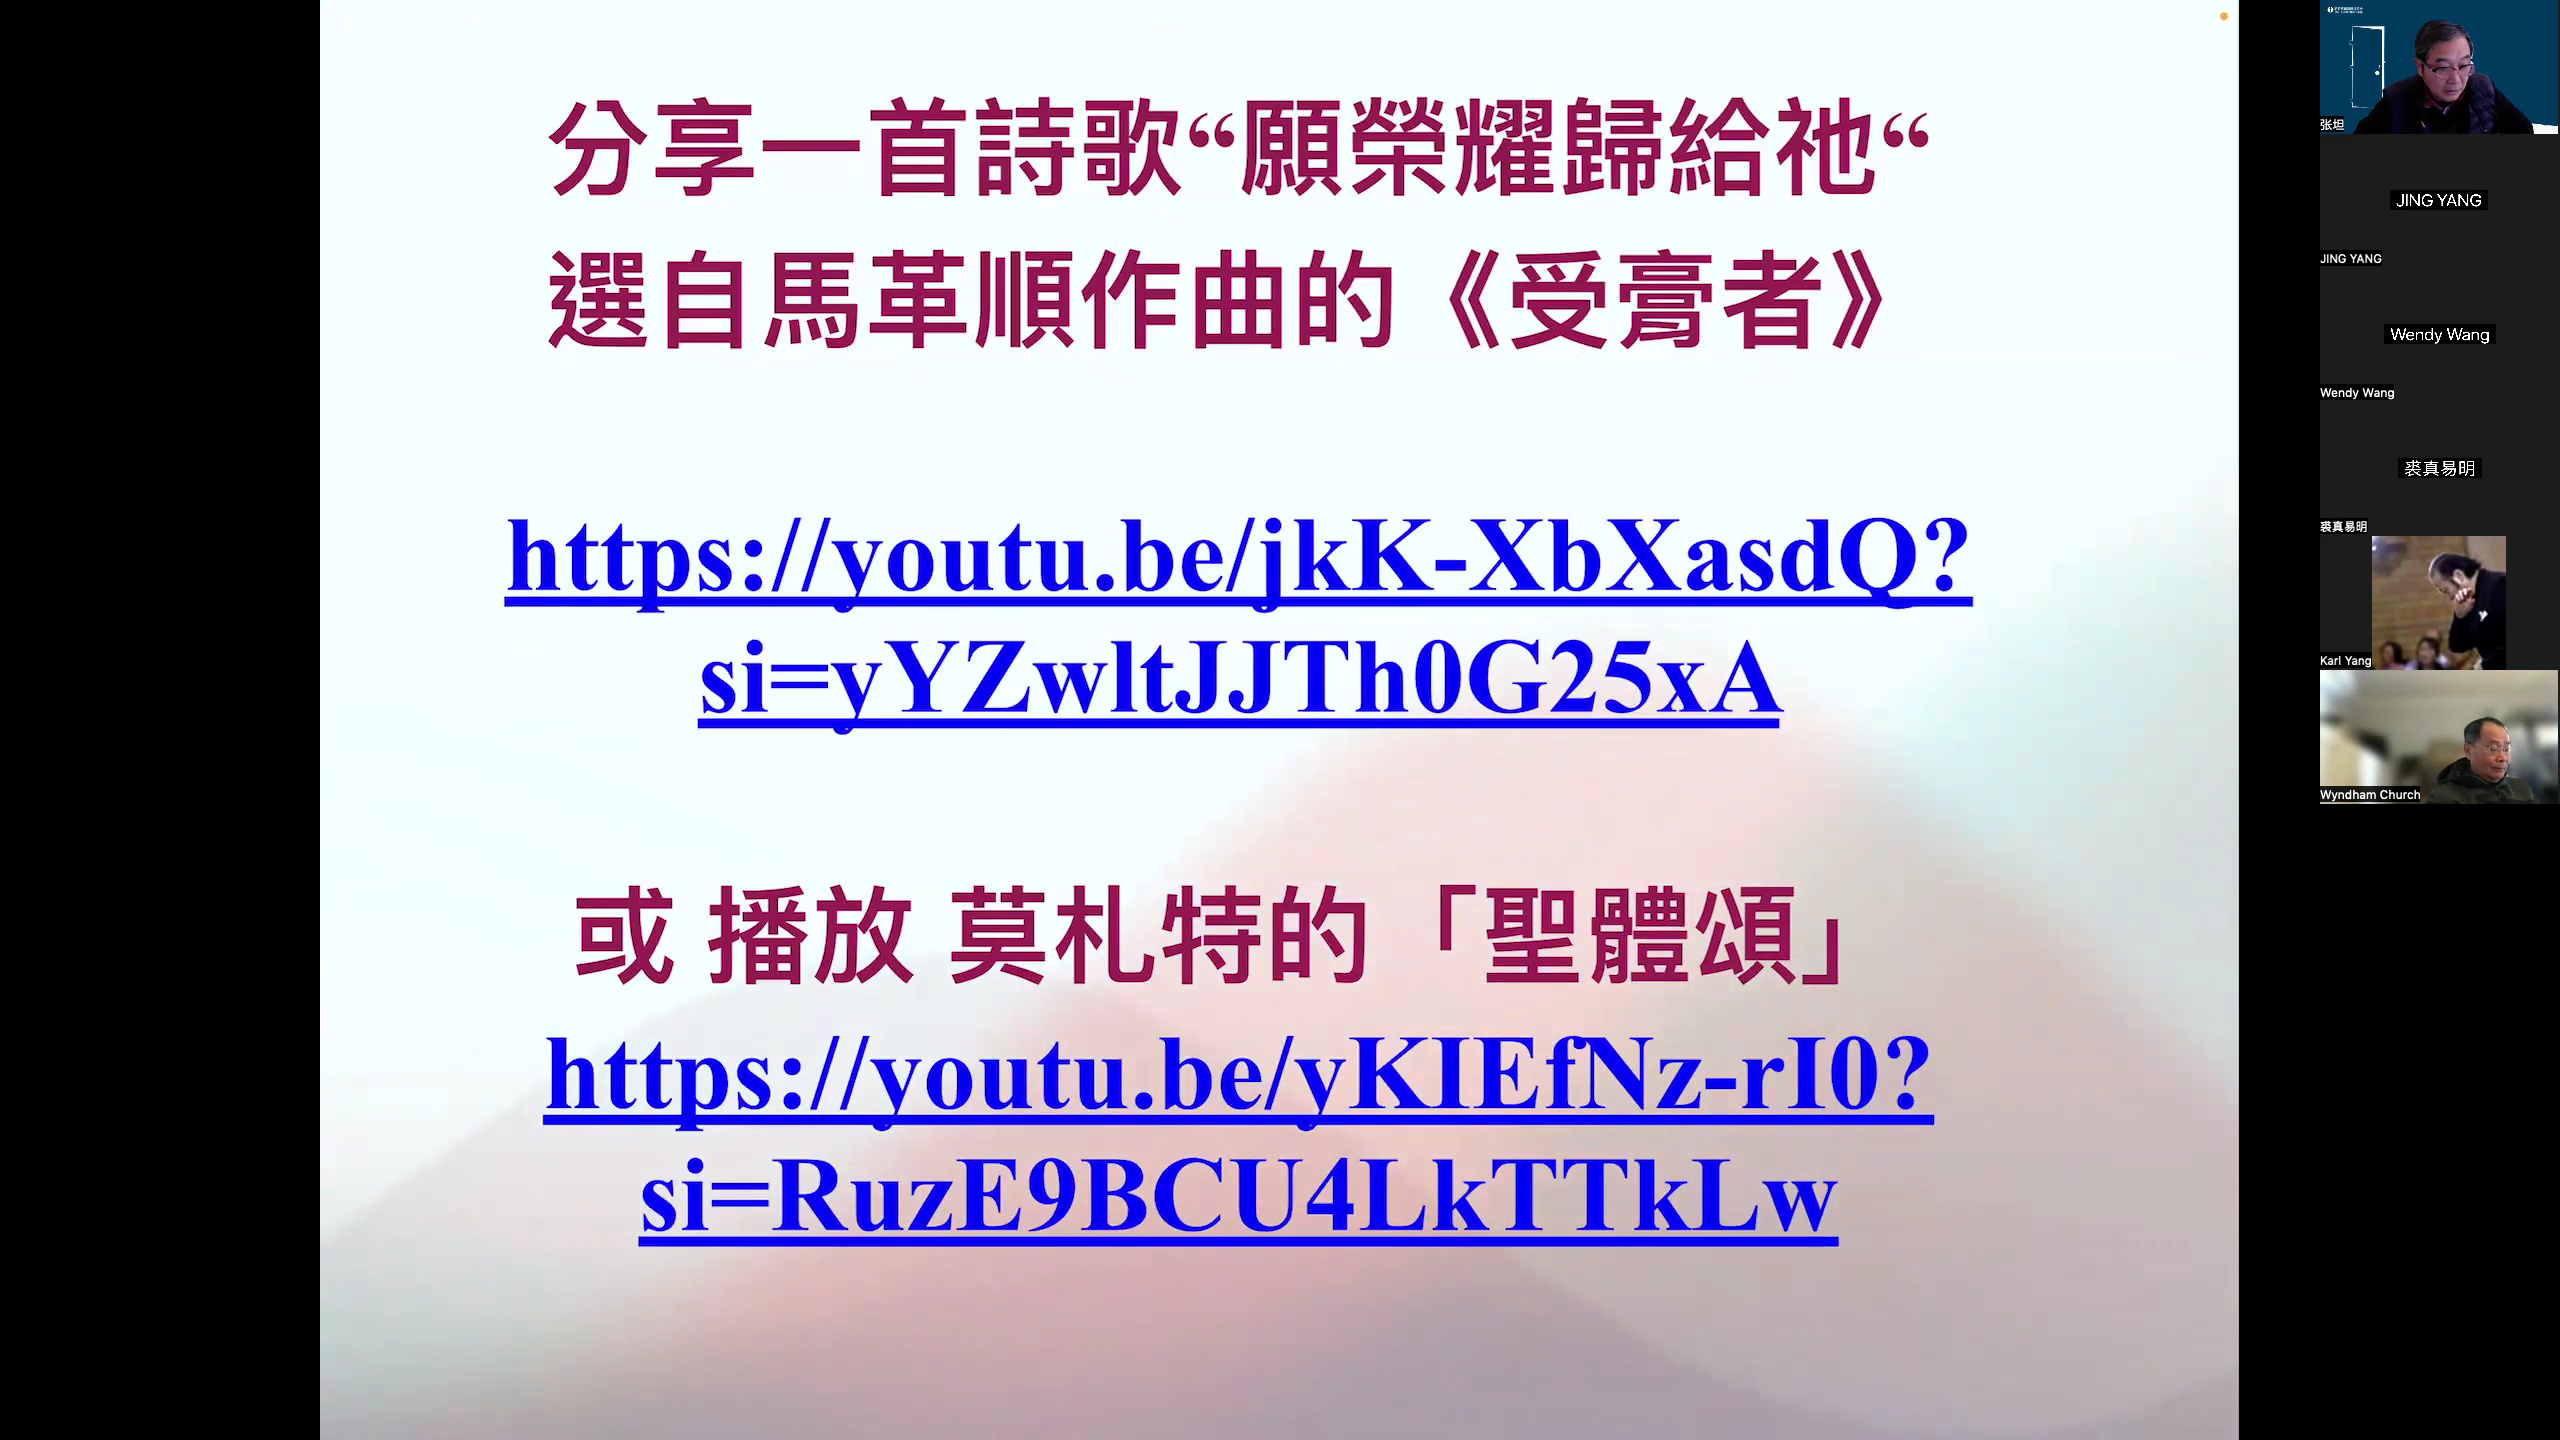 分享一首詩歌“願榮耀歸給祂“
選自馬革順作曲的《受膏者》
https://youtu.be/jkK-XbXasdQ?
si=yYZwltJJTh0G25xA
或 播放 莫札特的「聖體頌」
https://youtu.be/yKIEfNz-rI0?
si=RuzE9BCU4LkTTkLw
张坦
JING YANG
JING YANG
Wendy Wang
Wendy Wang
裘真易明
裘真易明
Karl Yang
Wyndham Church